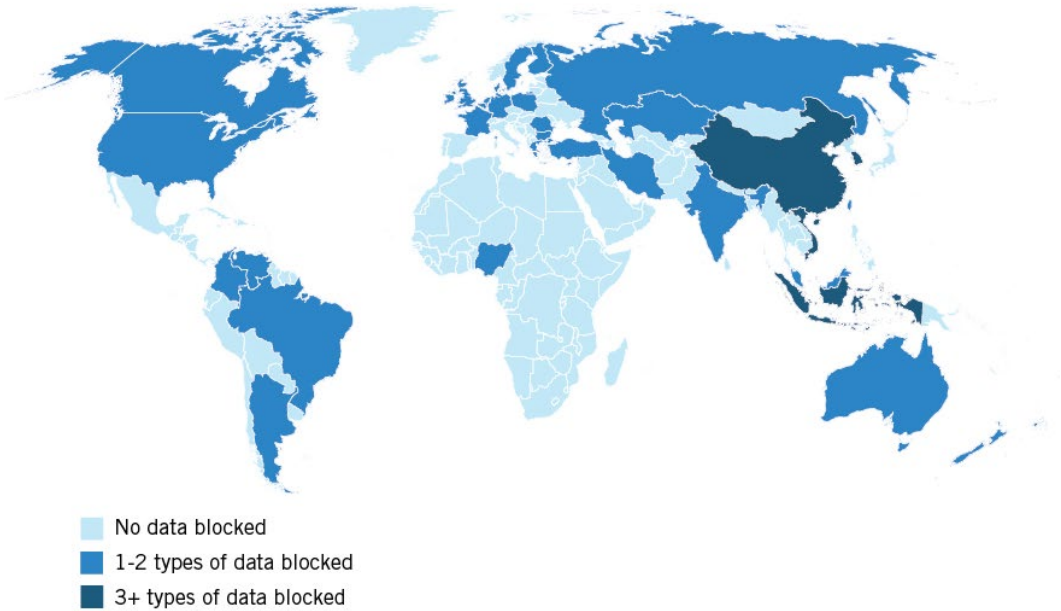 No data blocked
1-2 types of data blocked
3+ types of data blocked